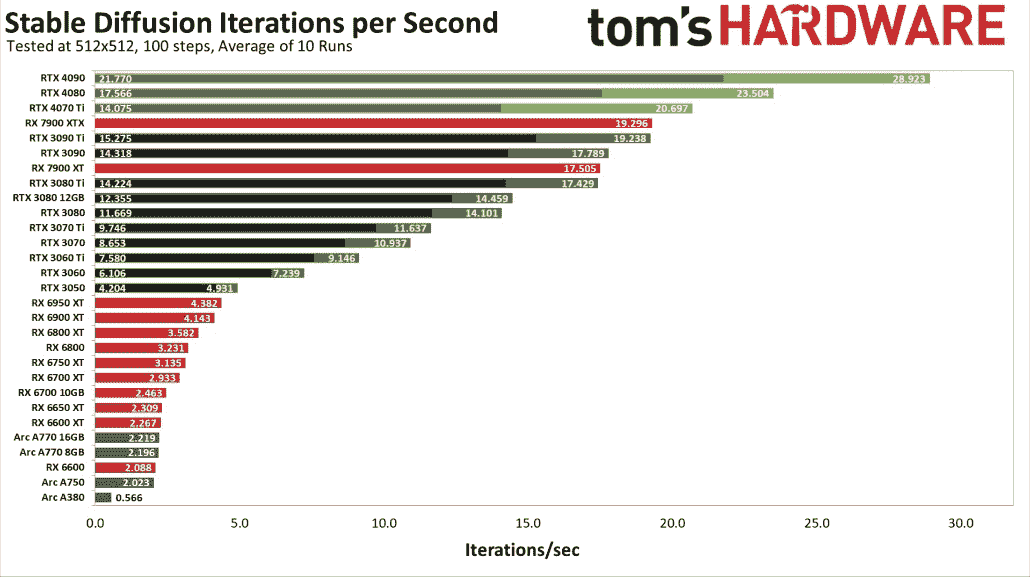 Stable Diffusion Iterations per Second
Tested at 512x512, 100 steps, Average of 10 Runs
tom's HARDWARE
RTX 4090 21.770 28.923
RTX 4080 17.566 23.504
RTX 4070 Ti 14.075 20.697
RX 7900 XTX 19.296
RTX 3090 Ti 15.275 19.238
RTX 3090 14.318 17.789
RX 7900 XT 17.505
RTX 3080 Ti 14.224 17.429
RTX 3080 12GB 12.355 14.459
RTX 3080 11.669 14.101
RTX 3070 Ti 9.746 11.637
RTX 3070 8.653 10.937
RTX 3060 Ti 7.580 9.146
RTX 3060 6.106 7.239
RTX 3050 4.204 4.931
RX 6950 XT 4.382
RX 6900 XT 4.143
RX 6800 XT 3.582
RX 6800 3.231
RX 6750 XT 3.135
RX 6700 XT 2.933
RX 6700 10GB 2.463
RX 6650 XT 2.309
RX 6600 XT 2.267
Arc A770 16GB 2.219
Arc A770 8GB 2.196
RX 6600 2.088
Arc A750 2.023
Arc A380 0.566
0.0 5.0 10.0 15.0 20.0 25.0 30.0
Iterations/sec